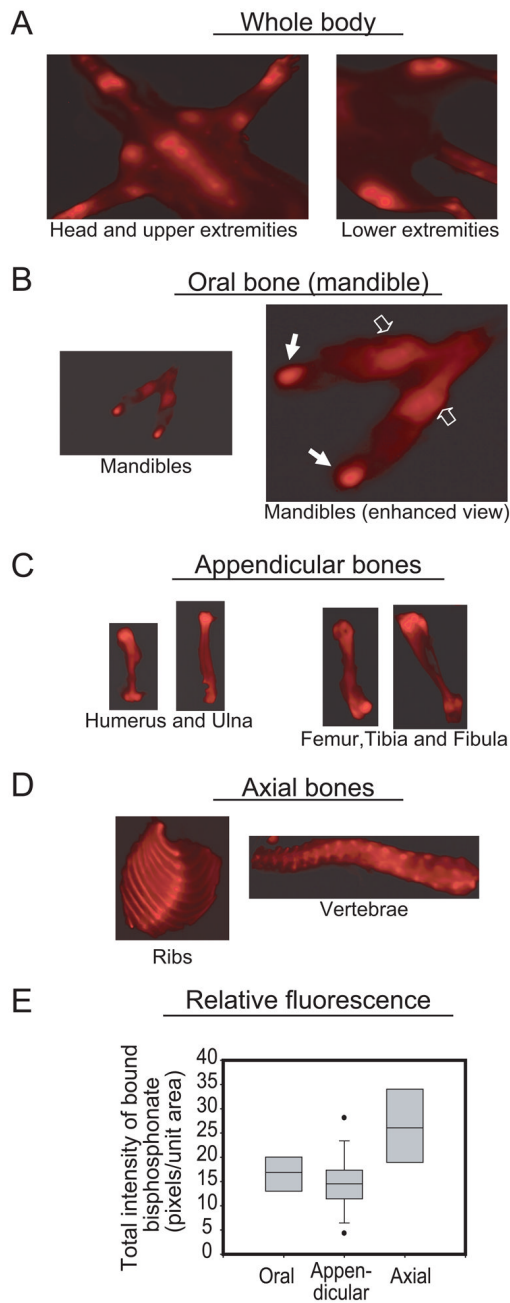 A
Whole body
Head and upper extremities
Lower extremities
B
Oral bone (mandible)
Mandibles
Mandibles (enhanced view)
C
Appendicular bones
Humerus and Ulna
Femur,Tibia and Fibula
D
Axial bones
Ribs
Vertebrae
E
Relative fluorescence
Total intensity of bound
bisphosphonate
(pixels/unit area)
40
35
30
25
20
15
10
5
0
Oral
Appen-
dicular
Axial